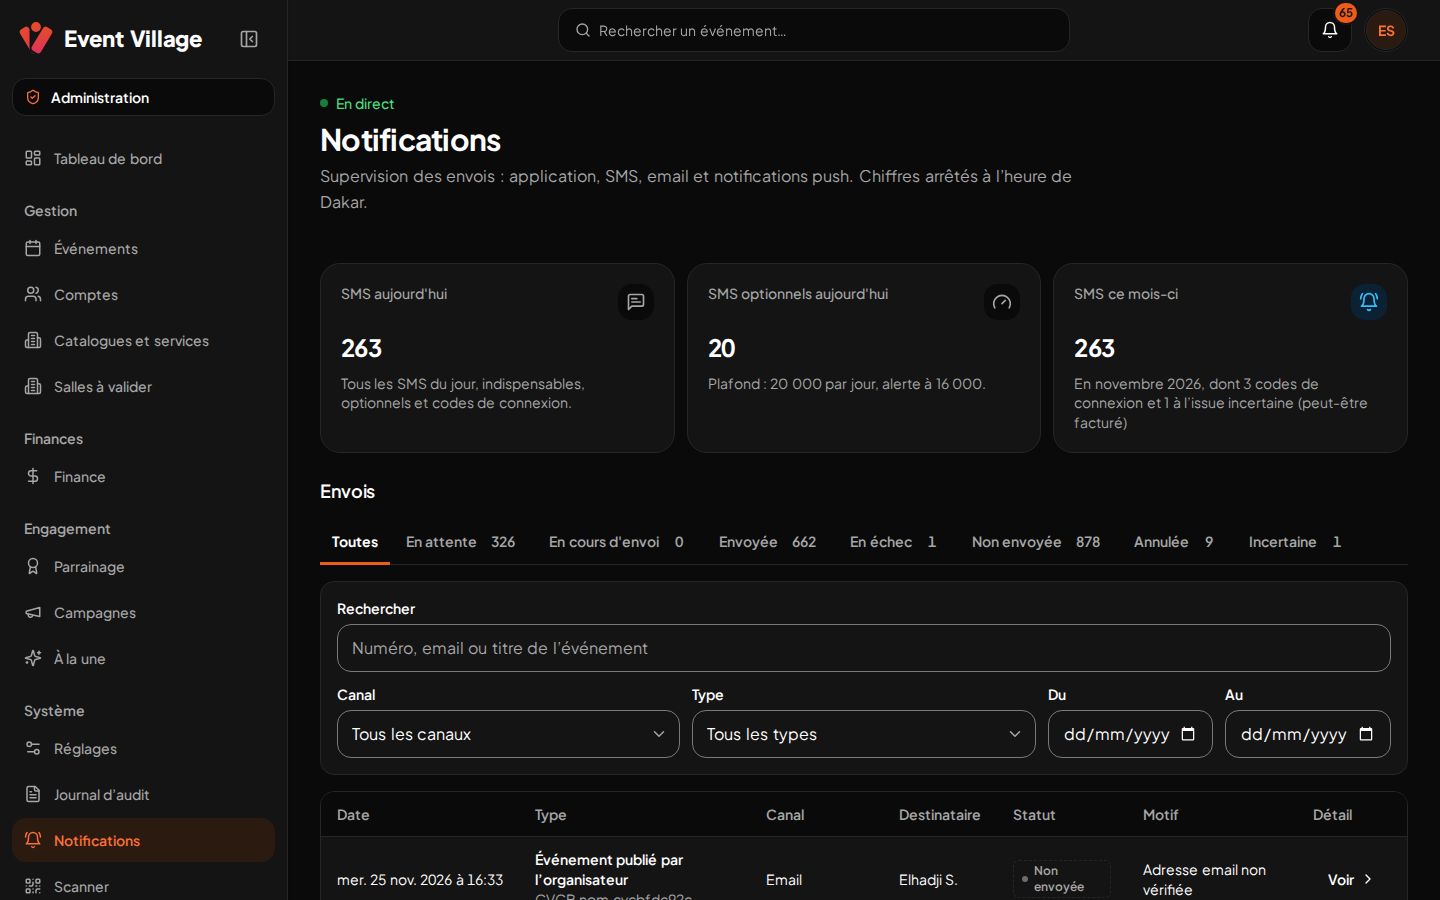 Event Village
Administration
Tableau de bord
Gestion
Événements
Comptes
Catalogues et services
Salles à valider
Finances
Finance
Engagement
Parrainage
Campagnes
À la une
Système
Réglages
Journal d’audit
Notifications
Scanner
Rechercher un événement…
65
ES
En direct
Notifications
Supervision des envois : application, SMS, email et notifications push. Chiffres arrêtés à l’heure de
Dakar.
SMS aujourd'hui
263
Tous les SMS du jour, indispensables,
optionnels et codes de connexion.
SMS optionnels aujourd'hui
20
Plafond : 20 000 par jour, alerte à 16 000.
SMS ce mois-ci
263
En novembre 2026, dont 3 codes de
connexion et 1 à l’issue incertaine (peut-être
facturé)
Envois
Toutes En attente 326 En cours d'envoi 0 Envoyée 662 En échec 1 Non envoyée 878 Annulée 9 Incertaine 1
Rechercher
Numéro, email ou titre de l’événement
Canal Type Du Au
Tous les canaux Tous les types dd/mm/yyyy dd/mm/yyyy
Date Type Canal Destinataire Statut Motif Détail
mer. 25 nov. 2026 à 16:33
Événement publié par
l’organisateur
Email
Elhadji S.
Non
envoyée
Adresse email non
vérifiée
Voir